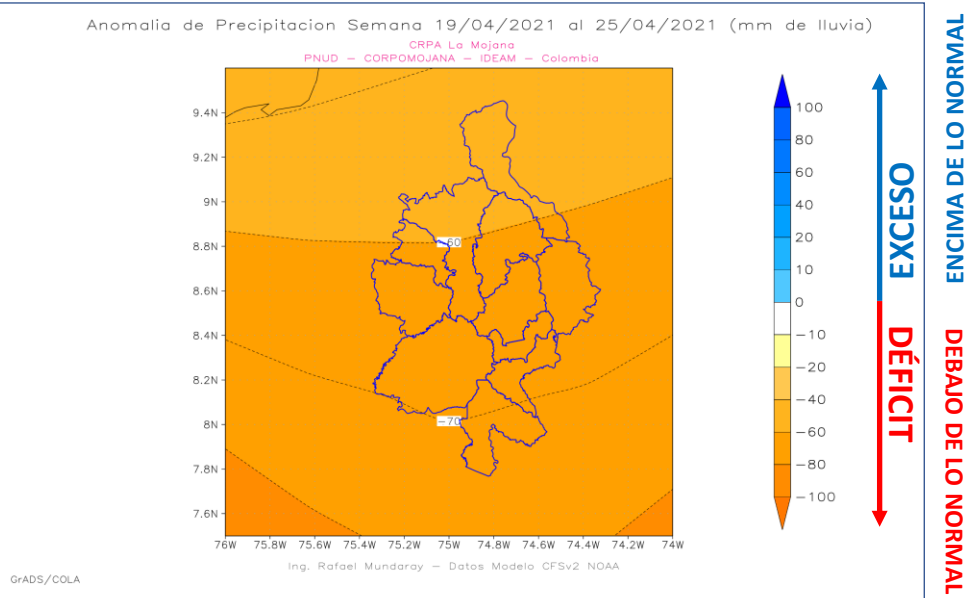 Anomalia de Precipitacion Semana 19/04/2021 al 25/04/2021 (mm de lluvia)
CRPA La Mojana
PNUD – CORPOMOJANA – IDEAM – Colombia
9.4N
9.2N
9N
8.8N
8.6N
8.4N
8.2N
8N
7.8N
7.6N
−60
−70
76W 75.8W 75.6W 75.4W 75.2W 75W 74.8W 74.6W 74.4W 74.2W 74W
Ing. Rafael Mundaray – Datos Modelo CFSv2 NOAA
GrADS/COLA
100
80
60
40
20
10
0
−10
−20
−40
−60
−80
−100
EXCESO
DÉFICIT
ENCIMA DE LO NORMAL
DEBAJO DE LO NORMAL